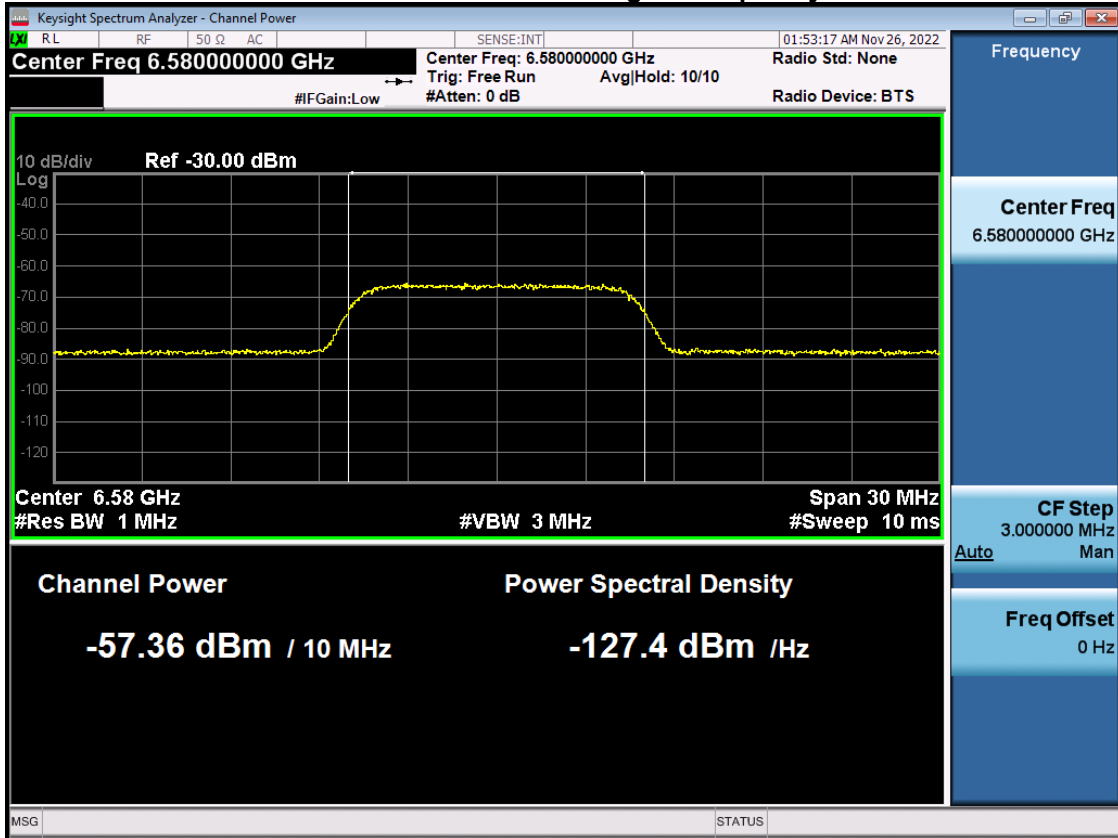 Keysight Spectrum Analyzer - Channel Power
LXI RL RF 50 Ω AC SENSE:INT 01:53:17 AM Nov 26, 2022
Center Freq 6.580000000 GHz
Center Freq: 6.580000000 GHz
Radio Std: None
Trig: Free Run Avg|Hold: 10/10
#IFGain:Low
#Atten: 0 dB
Radio Device: BTS
10 dB/div Ref -30.00 dBm
Log
-40.0
-50.0
-60.0
-70.0
-80.0
-90.0
-100
-110
-120
Center 6.58 GHz Span 30 MHz
#Res BW 1 MHz #VBW 3 MHz #Sweep 10 ms
Channel Power Power Spectral Density
-57.36 dBm / 10 MHz -127.4 dBm /Hz
Frequency
Center Freq
6.580000000 GHz
CF Step
3.000000 MHz
Auto Man
Freq Offset
0 Hz
MSG STATUS